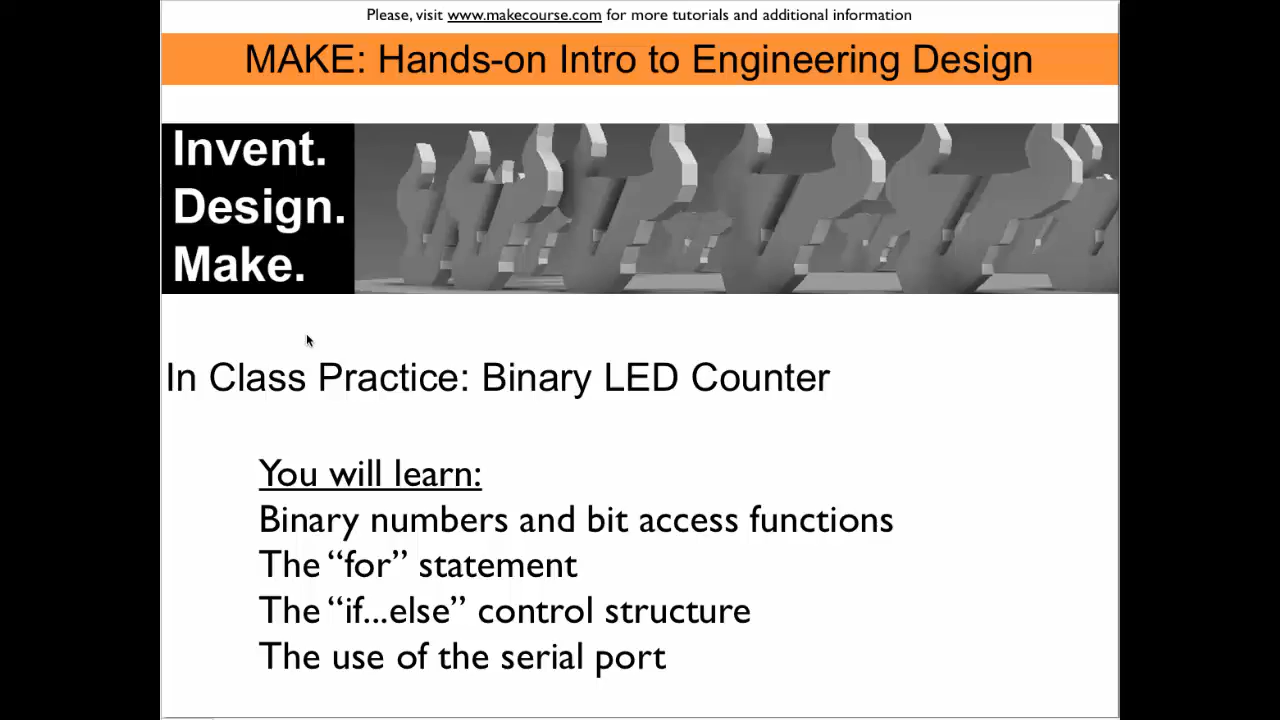 Please, visit www.makecourse.com for more tutorials and additional information
MAKE: Hands-on Intro to Engineering Design
Invent.
Design.
Make.
In Class Practice: Binary LED Counter
You will learn:
Binary numbers and bit access functions
The “for” statement
The “if...else” control structure
The use of the serial port